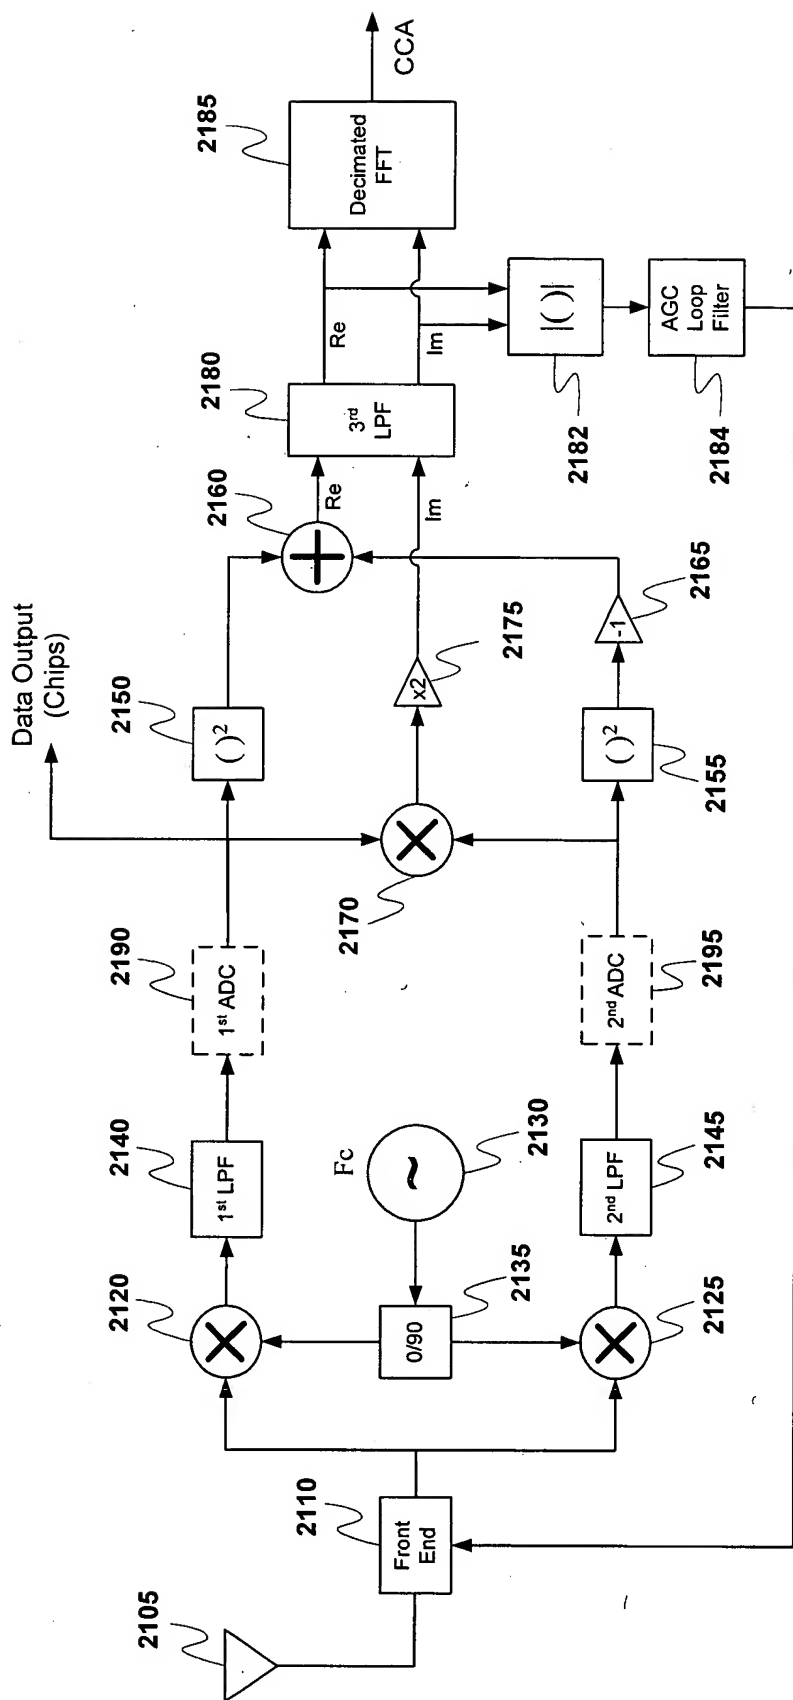 2105
2110
Front
End
2120
2125
2135
0/90
2130
Fc
~
2140
1st LPF
2145
2nd LPF
2190
1st ADC
2195
2nd ADC
Data Output
(Chips)
2150
( )²
2155
( )²
2170
2175
x2
2165
-1
2160
Re
Im
2180
3rd
LPF
Re
Im
2182
|( )|
2184
AGC
Loop
Filter
2185
Decimated
FFT
CCA